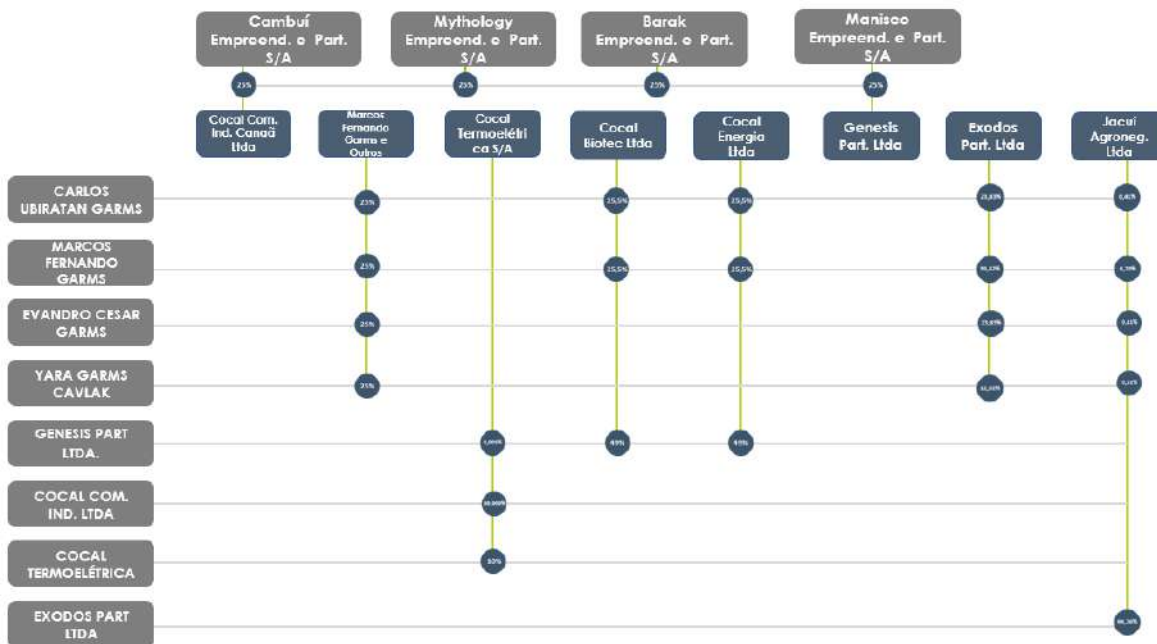 Cambuí
Empreend. e Part.
S/A
Mythology
Empreend. e Part.
S/A
Barak
Empreend. e Part.
S/A
Manisco
Empreend. e Part.
S/A
25%
25%
25%
25%
Cocal Com.
Ind. Canaã
Ltda
Marcos
Fernando
Garms e
Outros
Cocal
Termoelétri
ca S/A
Cocal
Biotec Ltda
Cocal
Energia
Ltda
Genesis
Part. Ltda
Exodos
Part. Ltda
Jacuí
Agroneg.
Ltda
CARLOS
UBIRATAN GARMS
25%
25,5%
25,5%
MARCOS
FERNANDO
GARMS
25%
25,5%
25,5%
EVANDRO CESAR
GARMS
25%
YARA GARMS
CAVLAK
25%
GENESIS PART
LTDA.
49%
49%
COCAL COM.
IND. LTDA
COCAL
TERMOELÉTRICA
EXODOS PART
LTDA